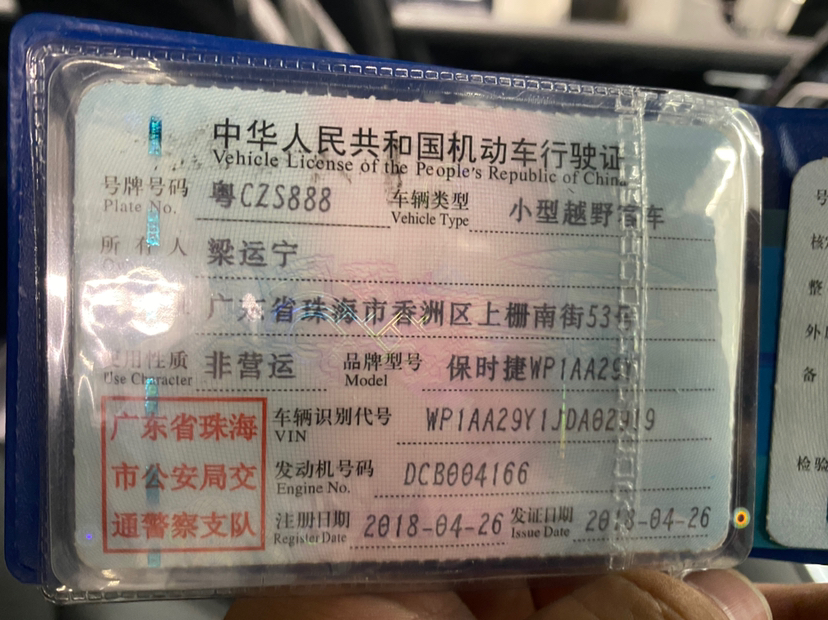 中华人民共和国机动车行驶证
Vehicle License of the People's Republic of China
号牌号码 粤CZS888 车辆类型 小型越野客车
Plate No. Vehicle Type
所有人 梁运宁
广东省珠海市香洲区上栅南街53号
使用性质 非营运 品牌型号 保时捷WP1AA29Y
Use Character Model
广东省珠海
市公安局交
通警察支队
车辆识别代号 WP1AA29Y1JDA02919
VIN
发动机号码 DCB004166
Engine No.
注册日期 2018-04-26 发证日期 2018-04-26
Register Date Issue Date
号
核
整
外
备
检验